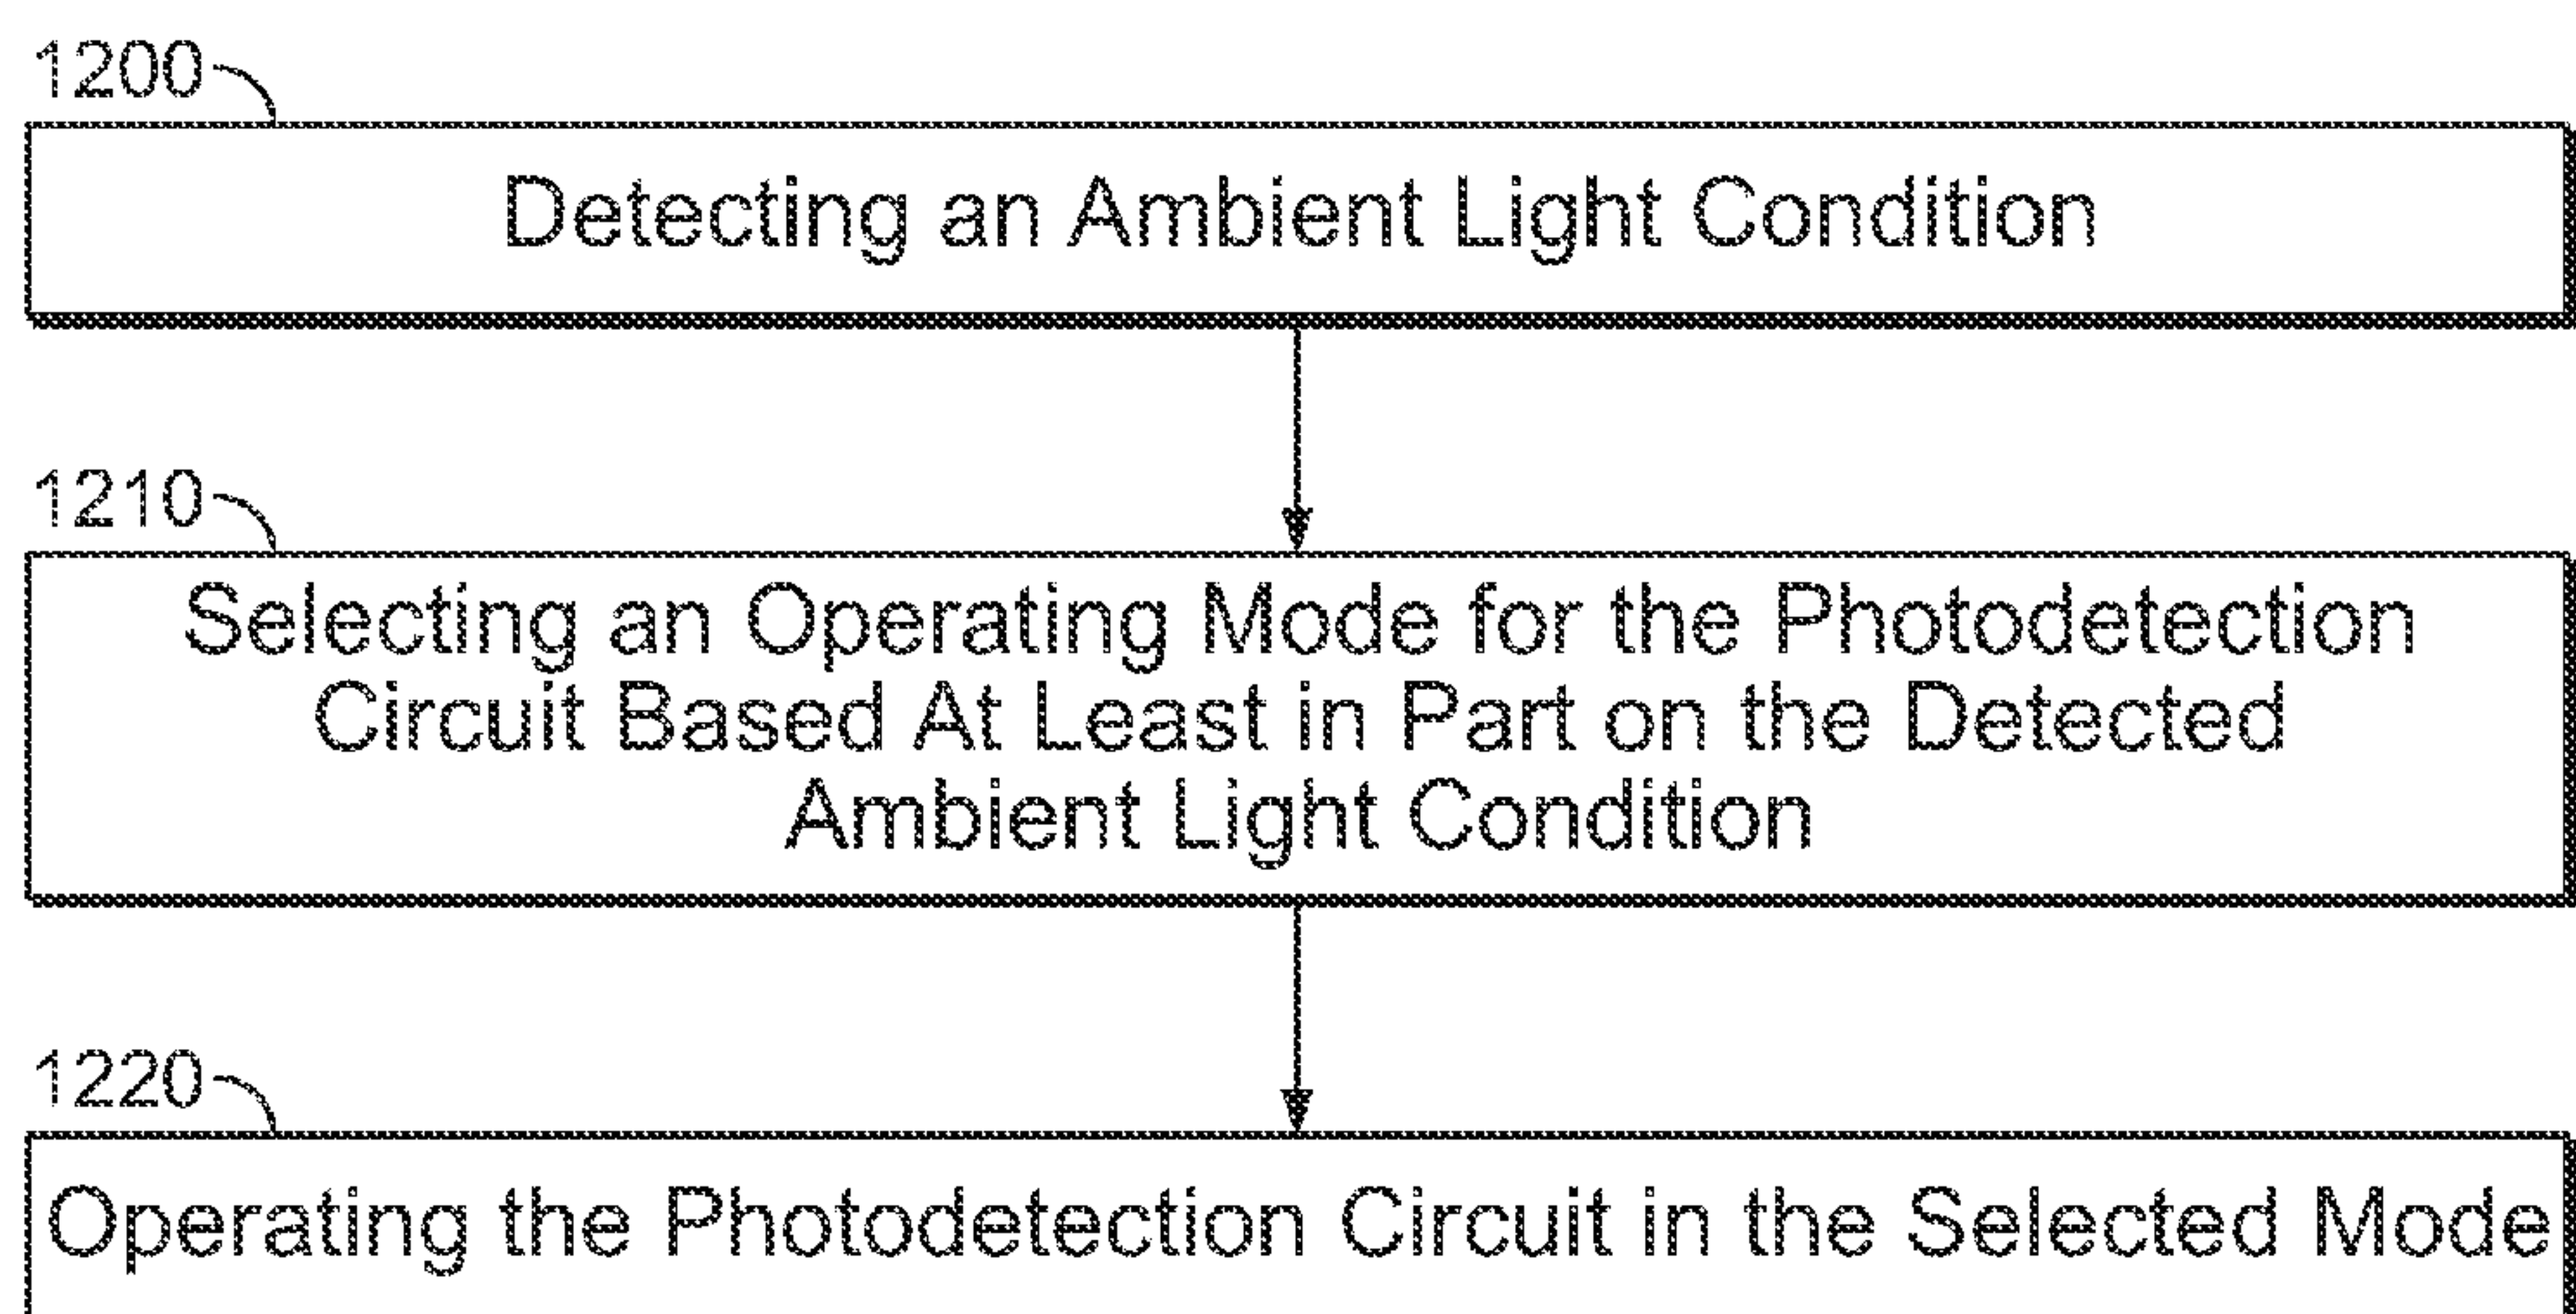 1200
Detecting an Ambient Light Condition
1210
Selecting an Operating Mode for the Photodetection
Circuit Based At Least in Part on the Detected
Ambient Light Condition
1220
Operating the Photodetection Circuit in the Selected Mode